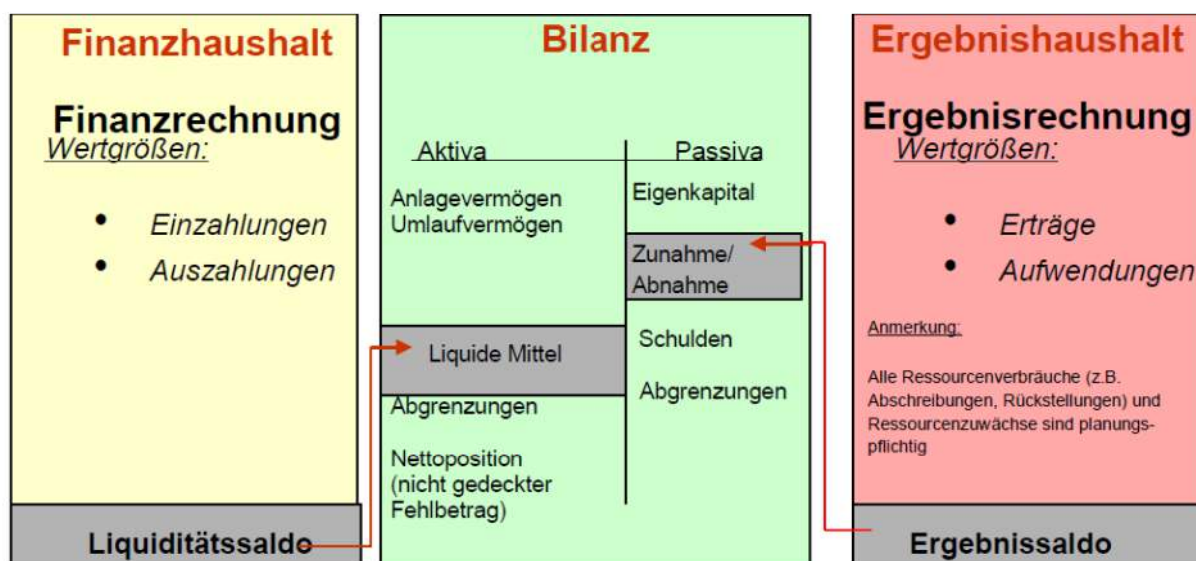 Finanzhaushalt
Finanzrechnung
Wertgrößen:
• Einzahlungen
• Auszahlungen
Liquiditätssaldo
Bilanz
Aktiva
Passiva
Anlagevermögen
Umlaufvermögen
Liquide Mittel
Abgrenzungen
Nettoposition
(nicht gedeckter
Fehlbetrag)
Eigenkapital
Zunahme/
Abnahme
Schulden
Abgrenzungen
Ergebnishaushalt
Ergebnisrechnung
Wertgrößen:
• Erträge
• Aufwendungen
Anmerkung:
Alle Ressourcenverbräuche (z.B.
Abschreibungen, Rückstellungen) und
Ressourcenzuwächse sind planungs-
pflichtig
Ergebnissaldo